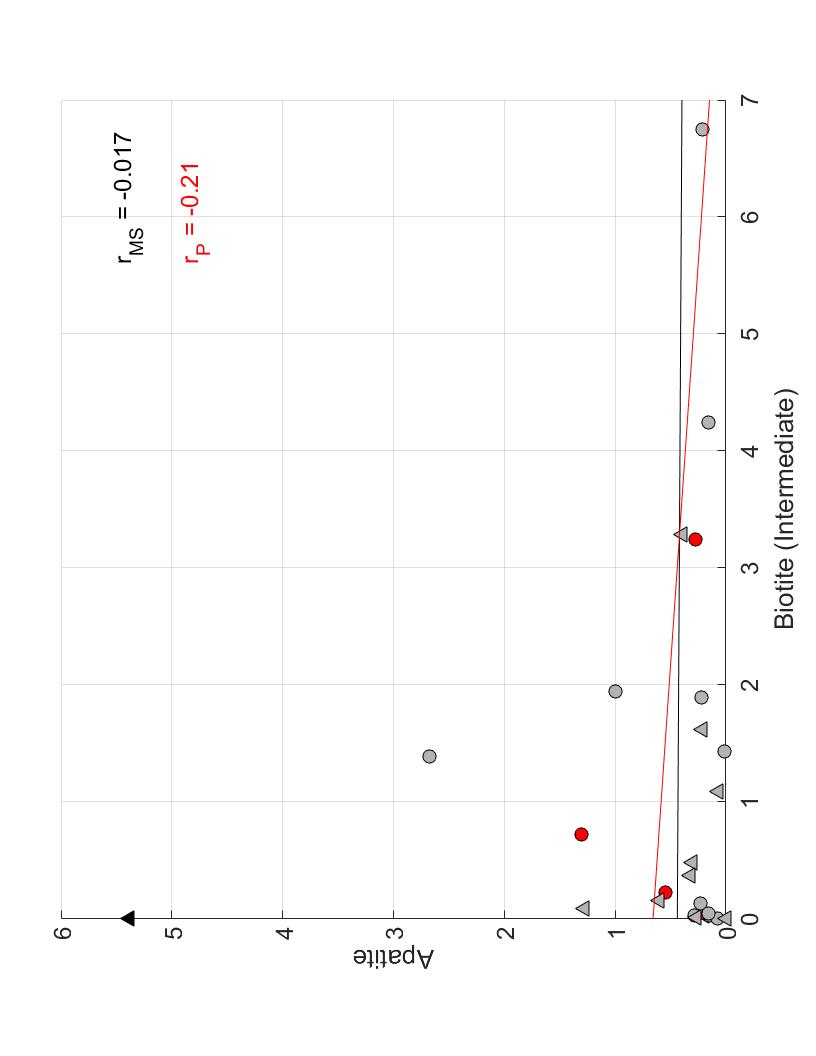 6
5
4
3
2
1
0
r_MS = -0.017
r_P = -0.21
Apatite
0 1 2 3 4 5 6 7
Biotite (Intermediate)